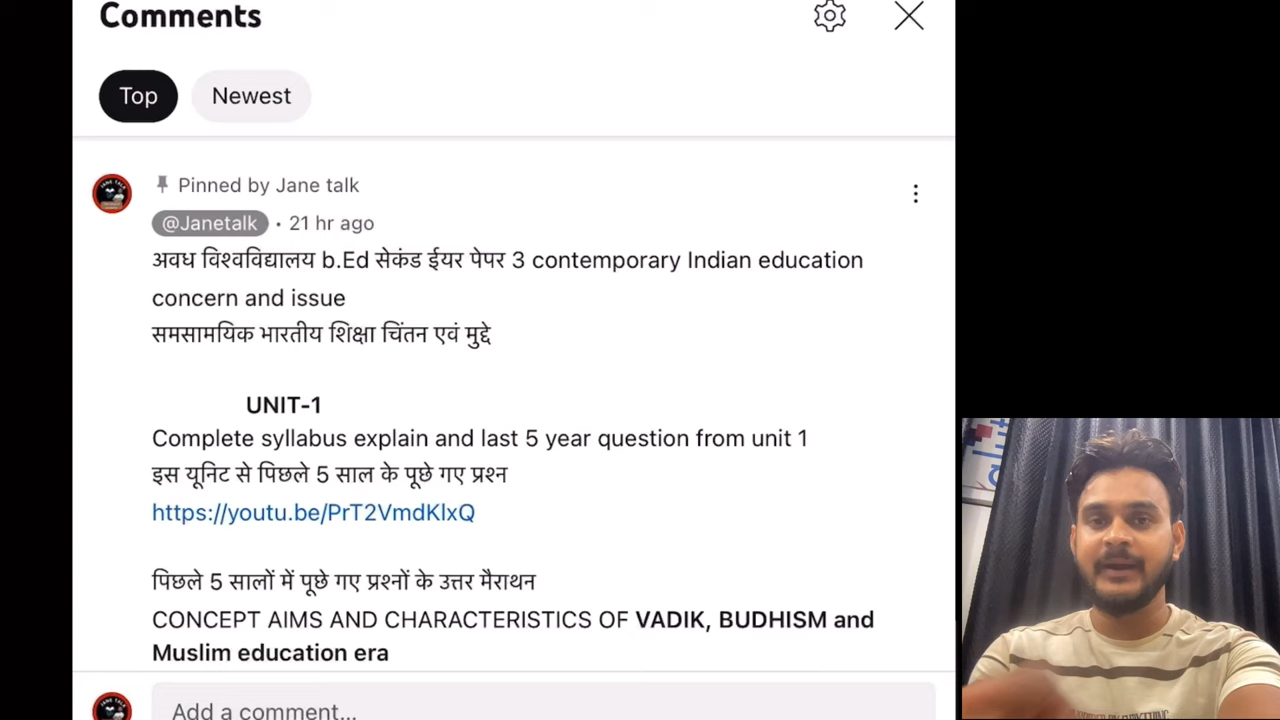 Comments
Top
Newest
Pinned by Jane talk
@Janetalk • 21 hr ago
अवध विश्वविद्यालय b.Ed सेकंड ईयर पेपर 3 contemporary Indian education
concern and issue
समसामयिक भारतीय शिक्षा चिंतन एवं मुद्दे
UNIT-1
Complete syllabus explain and last 5 year question from unit 1
इस यूनिट से पिछले 5 साल के पूछे गए प्रश्न
https://youtu.be/PrT2VmdKlxQ
पिछले 5 सालों में पूछे गए प्रश्नों के उत्तर मैराथन
CONCEPT AIMS AND CHARACTERISTICS OF VADIK, BUDHISM and
Muslim education era
Add a comment...